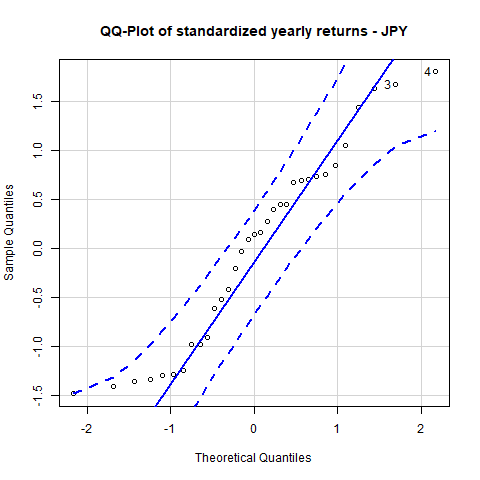 QQ-Plot of standardized yearly returns - JPY
4
3
1.5
1.0
0.5
0.0
-0.5
-1.0
-1.5
Sample Quantiles
-2 -1 0 1 2
Theoretical Quantiles